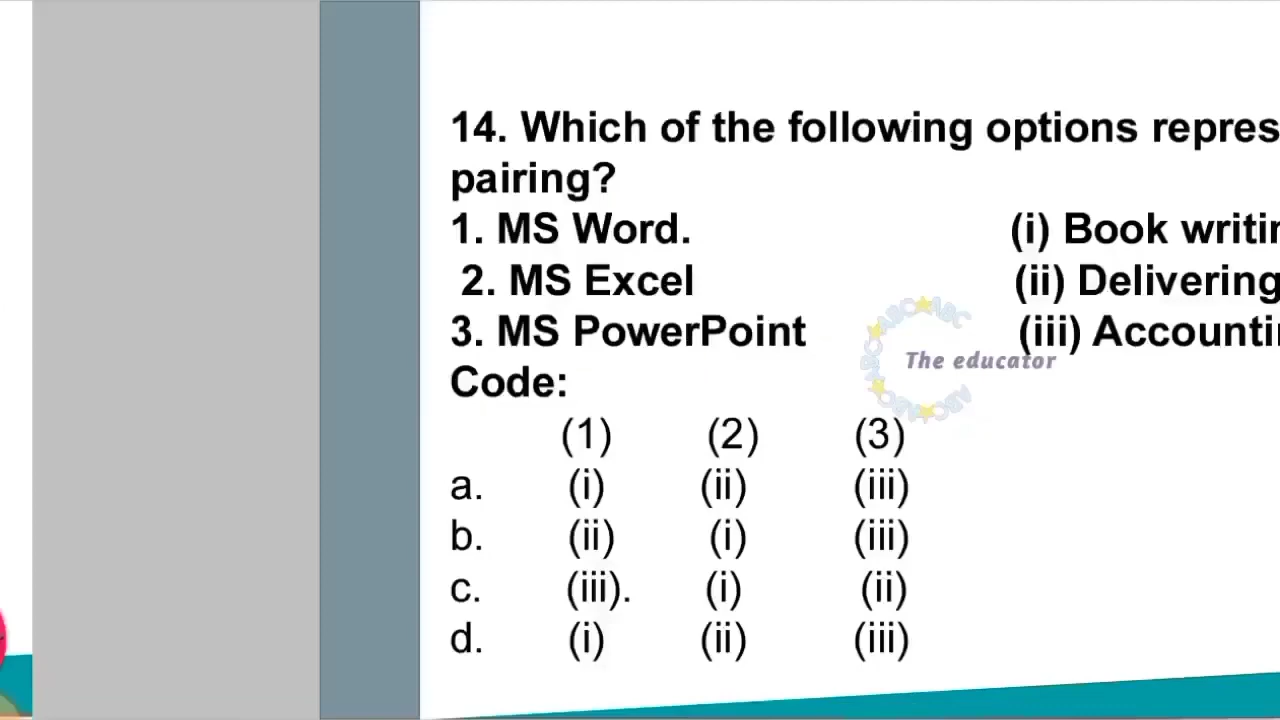 14. Which of the following options repres
pairing?
1. MS Word. (i) Book writin
2. MS Excel (ii) Delivering
3. MS PowerPoint (iii) Accounti
The educator
Code:
(1) (2) (3)
a. (i) (ii) (iii)
b. (ii) (i) (iii)
c. (iii). (i) (ii)
d. (i) (ii) (iii)